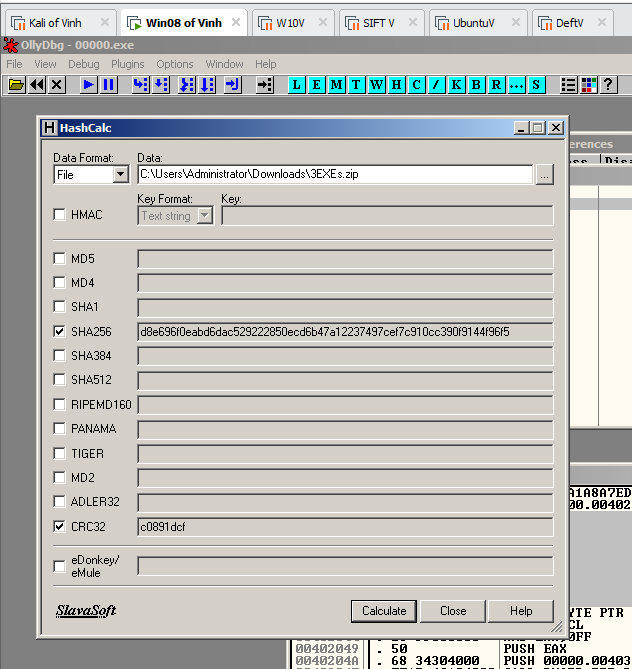 Kali of Vinh Win08 of Vinh W10V SIFT V UbuntuV DeftV
OllyDbg - 00000.exe
File View Debug Plugins Options Window Help
L E M T W H C / K B R ... S ?
HashCalc
erences
Data Format: Data:
File C:\Users\Administrator\Downloads\3EXEs.zip ...
Key Format: Key:
HMAC Text string
MD5
MD4
SHA1
SHA256 d8e696f0eabd6dac529222850ecd6b47a12237497cef7c910cc390f9144f96f5
SHA384
SHA512
RIPEMD160
PANAMA
TIGER
MD2
A1A8A7ED
ADLER32 00.00402
CRC32 c0891dcf
eDonkey/
eMule
SlavaSoft Calculate Close Help
YTE PTR
CL
0FF
00402049 . 50 PUSH EAX
0040204A . 68 34304000 PUSH 00000.00403